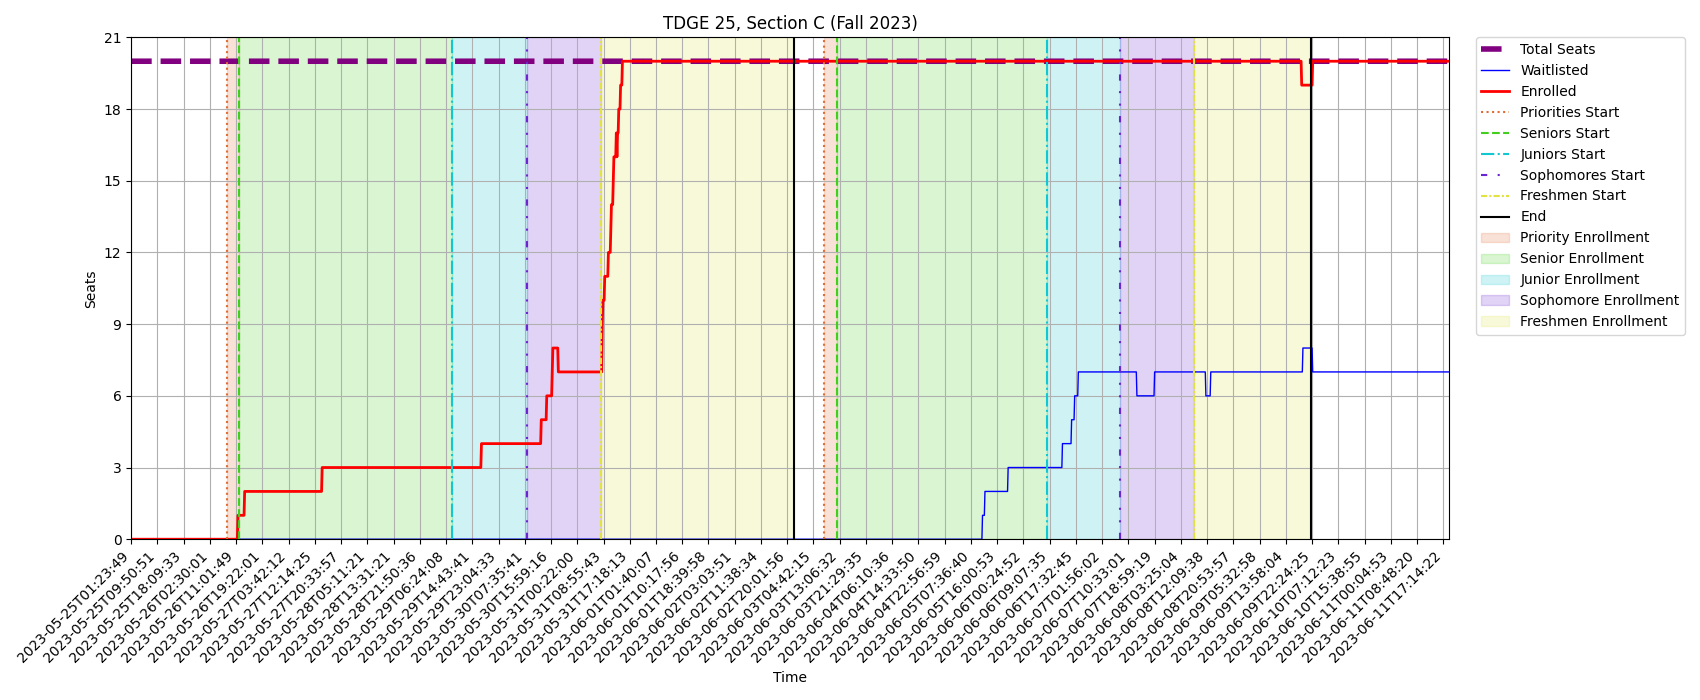 TDGE 25, Section C (Fall 2023)
21
18
15
12
9
6
3
0
Seats
2023-05-25T01:23:49
2023-05-25T09:50:51
2023-05-25T18:09:33
2023-05-26T02:30:01
2023-05-26T11:01:49
2023-05-26T19:22:01
2023-05-27T03:42:12
2023-05-27T12:14:25
2023-05-27T20:33:57
2023-05-28T05:11:21
2023-05-28T13:31:21
2023-05-28T21:50:36
2023-05-29T06:24:08
2023-05-29T14:43:41
2023-05-29T23:04:33
2023-05-30T07:35:41
2023-05-30T15:59:16
2023-05-31T00:22:00
2023-05-31T08:55:43
2023-05-31T17:18:13
2023-06-01T01:40:07
2023-06-01T10:17:56
2023-06-01T18:39:58
2023-06-02T03:03:51
2023-06-02T11:38:34
2023-06-02T20:01:56
2023-06-03T04:42:15
2023-06-03T13:06:32
2023-06-03T21:29:35
2023-06-04T06:10:36
2023-06-04T14:33:50
2023-06-04T22:56:59
2023-06-05T07:36:40
2023-06-05T16:00:53
2023-06-06T00:24:52
2023-06-06T09:07:35
2023-06-06T17:32:45
2023-06-07T01:56:02
2023-06-07T10:33:01
2023-06-07T18:59:19
2023-06-08T03:25:04
2023-06-08T12:09:38
2023-06-08T20:53:57
2023-06-09T05:32:58
2023-06-09T13:58:04
2023-06-09T22:24:25
2023-06-10T07:12:23
2023-06-10T15:38:55
2023-06-11T00:04:53
2023-06-11T08:48:20
2023-06-11T17:14:22
Time
Total Seats
Waitlisted
Enrolled
Priorities Start
Seniors Start
Juniors Start
Sophomores Start
Freshmen Start
End
Priority Enrollment
Senior Enrollment
Junior Enrollment
Sophomore Enrollment
Freshmen Enrollment